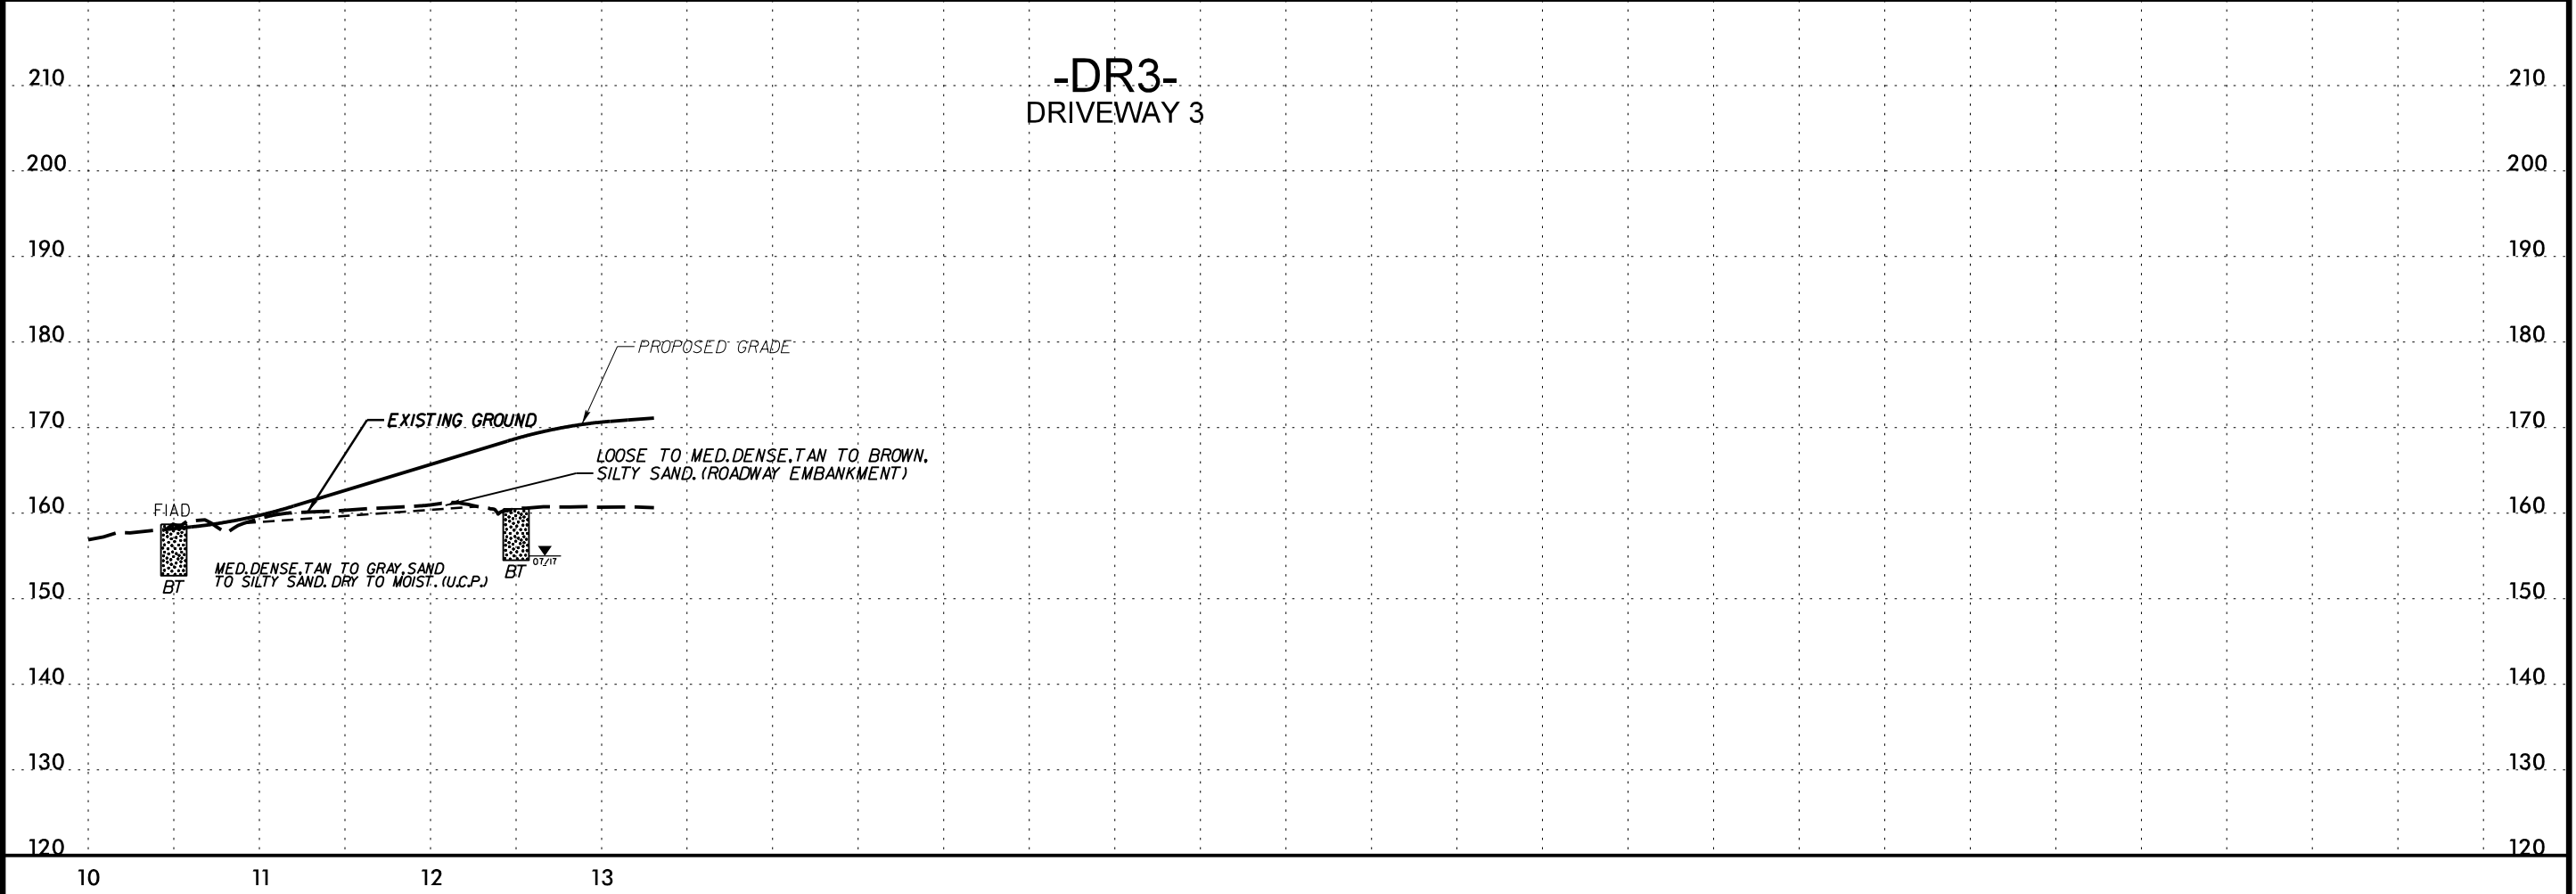 -DR3-
DRIVEWAY 3
210 210
200 200
190 190
180 180
PROPOSED GRADE
170 170
EXISTING GROUND
LOOSE TO MED.DENSE,TAN TO BROWN,
SILTY SAND.(ROADWAY EMBANKMENT)
160 160
FIAD
MED.DENSE,TAN TO GRAY,SAND
TO SILTY SAND.DRY TO MOIST.(U.C.P.)
BT
BT
07/17
150 150
140 140
130 130
120 120
10 11 12 13